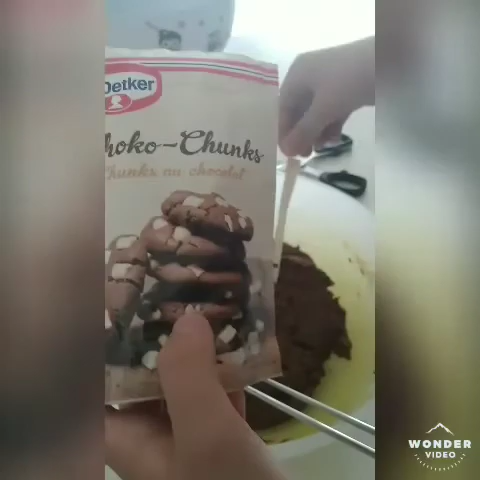 Oetker
hoko-Chunks
Chunks au chocolat
WONDER
VIDEO